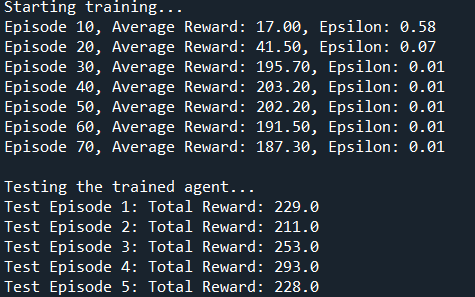 Starting training...
Episode 10, Average Reward: 17.00, Epsilon: 0.58
Episode 20, Average Reward: 41.50, Epsilon: 0.07
Episode 30, Average Reward: 195.70, Epsilon: 0.01
Episode 40, Average Reward: 203.20, Epsilon: 0.01
Episode 50, Average Reward: 202.20, Epsilon: 0.01
Episode 60, Average Reward: 191.50, Epsilon: 0.01
Episode 70, Average Reward: 187.30, Epsilon: 0.01
Testing the trained agent...
Test Episode 1: Total Reward: 229.0
Test Episode 2: Total Reward: 211.0
Test Episode 3: Total Reward: 253.0
Test Episode 4: Total Reward: 293.0
Test Episode 5: Total Reward: 228.0